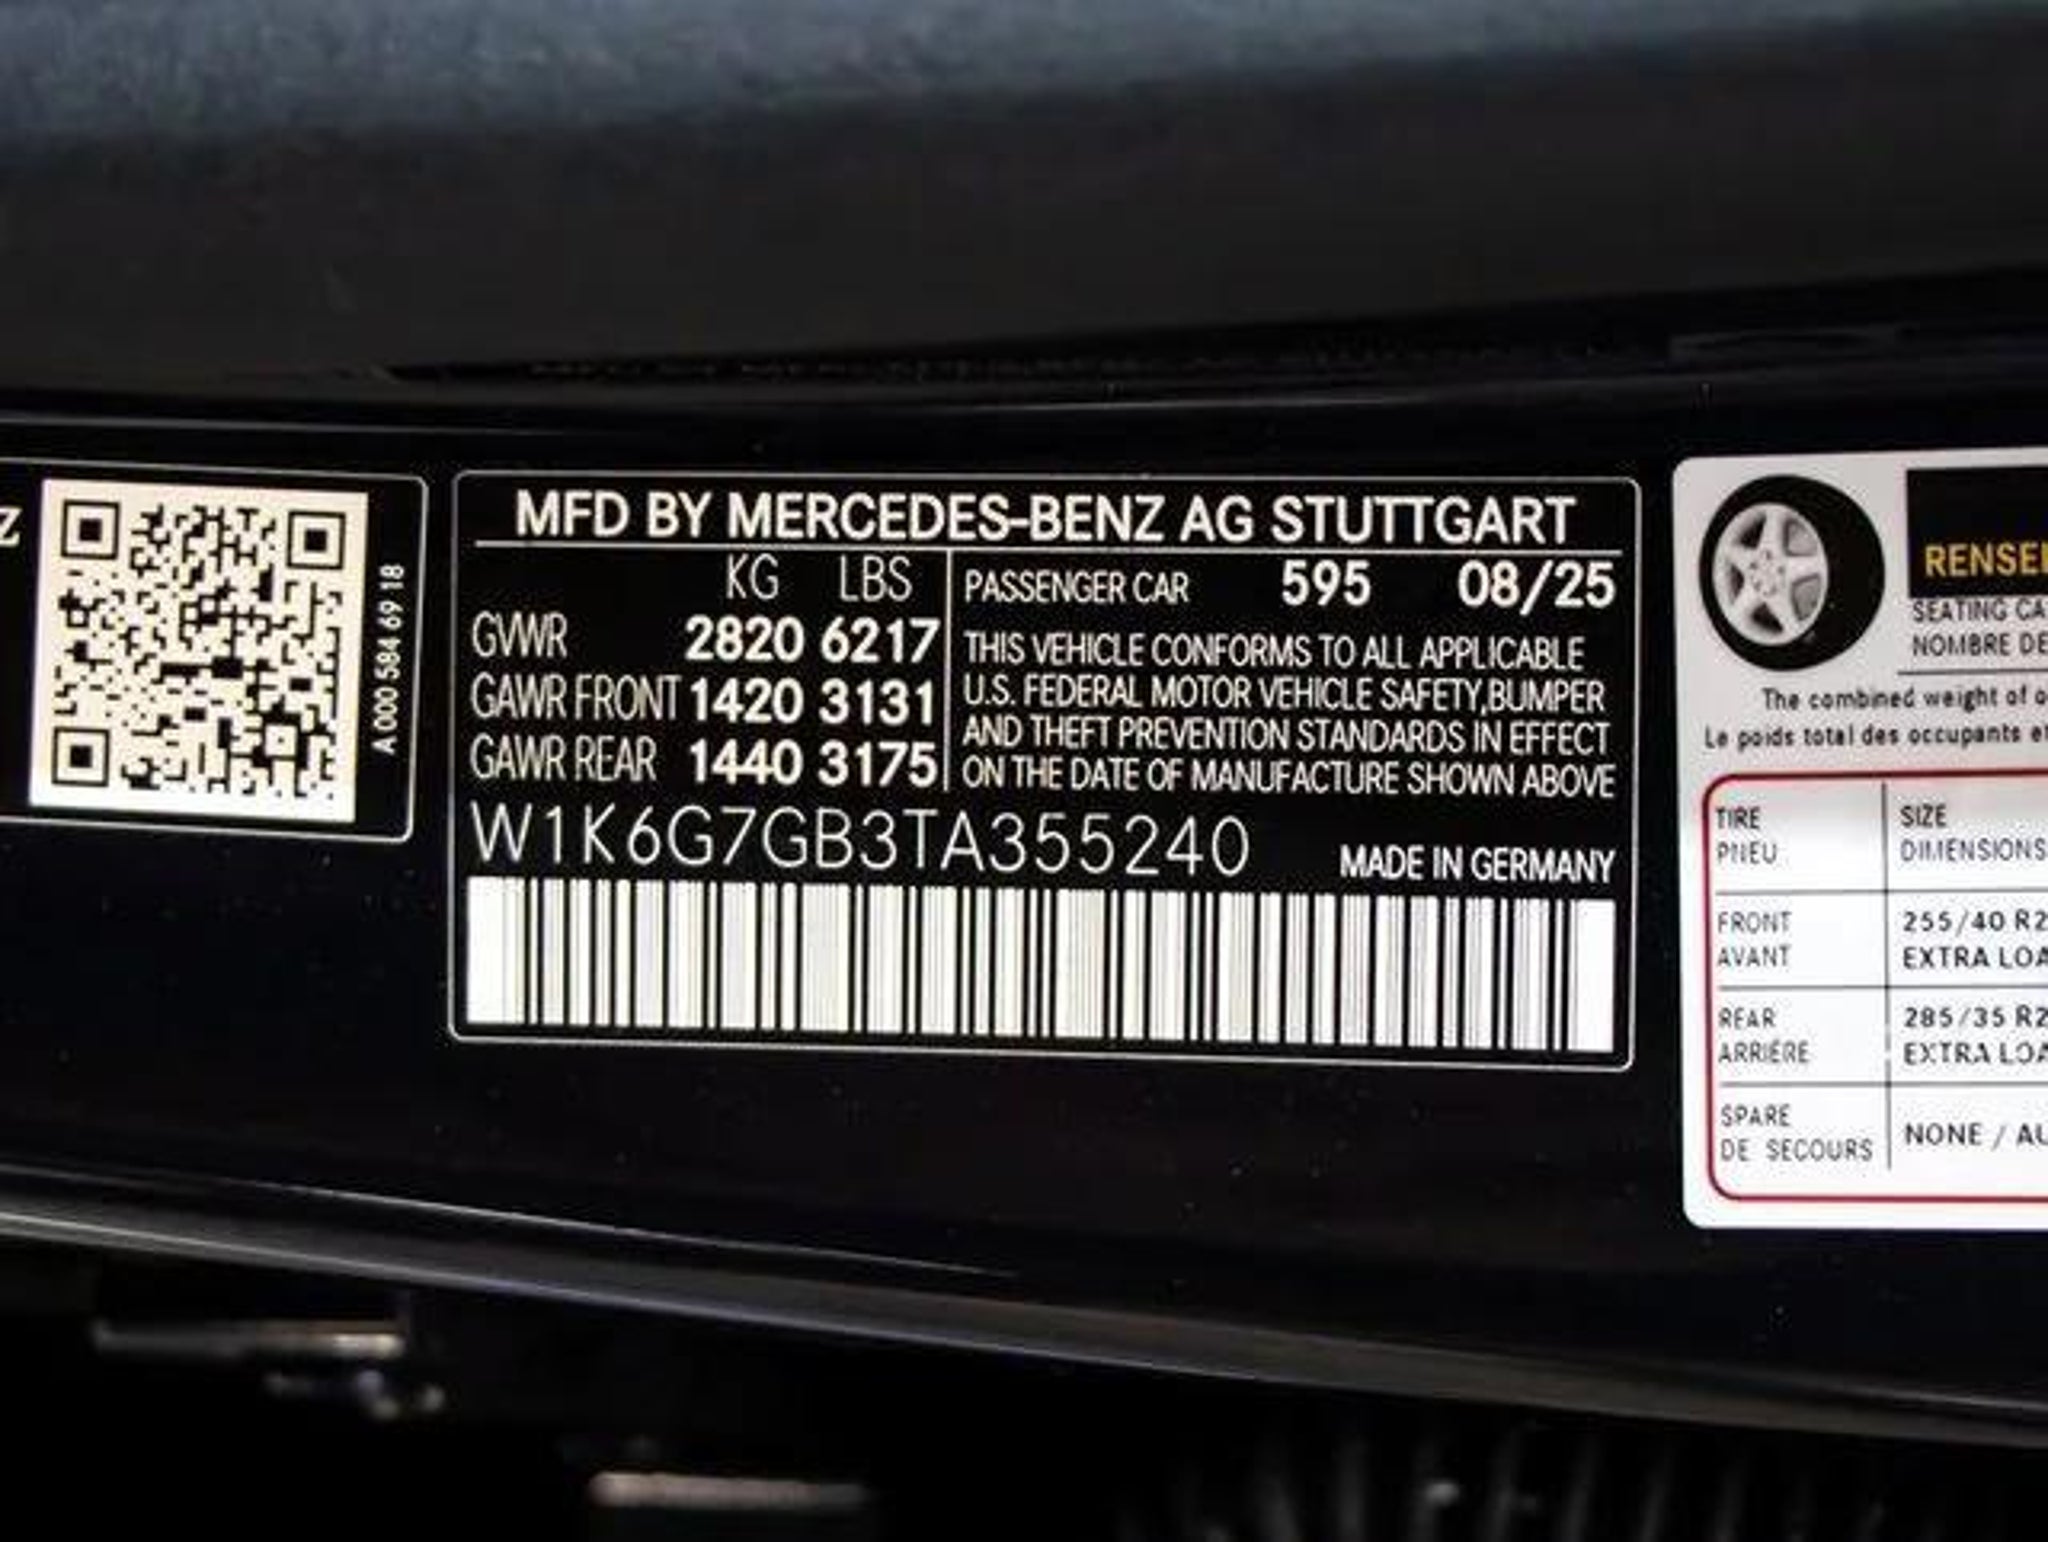 Z
A 000 584 69 18
MFD BY MERCEDES-BENZ AG STUTTGART
KG LBS
GVWR 2820 6217
GAWR FRONT 1420 3131
GAWR REAR 1440 3175
PASSENGER CAR 595 08/25
THIS VEHICLE CONFORMS TO ALL APPLICABLE
U.S. FEDERAL MOTOR VEHICLE SAFETY,BUMPER
AND THEFT PREVENTION STANDARDS IN EFFECT
ON THE DATE OF MANUFACTURE SHOWN ABOVE
W1K6G7GB3TA355240
MADE IN GERMANY
RENSEI
SEATING CA
NOMBRE DE
The combined weight of o
Le poids total des occupants et
TIRE SIZE
PNEU DIMENSIONS
FRONT 255/40 R2
AVANT EXTRA LOA
REAR 285/35 R2
ARRIÈRE EXTRA LOA
SPARE
DE SECOURS NONE / AU